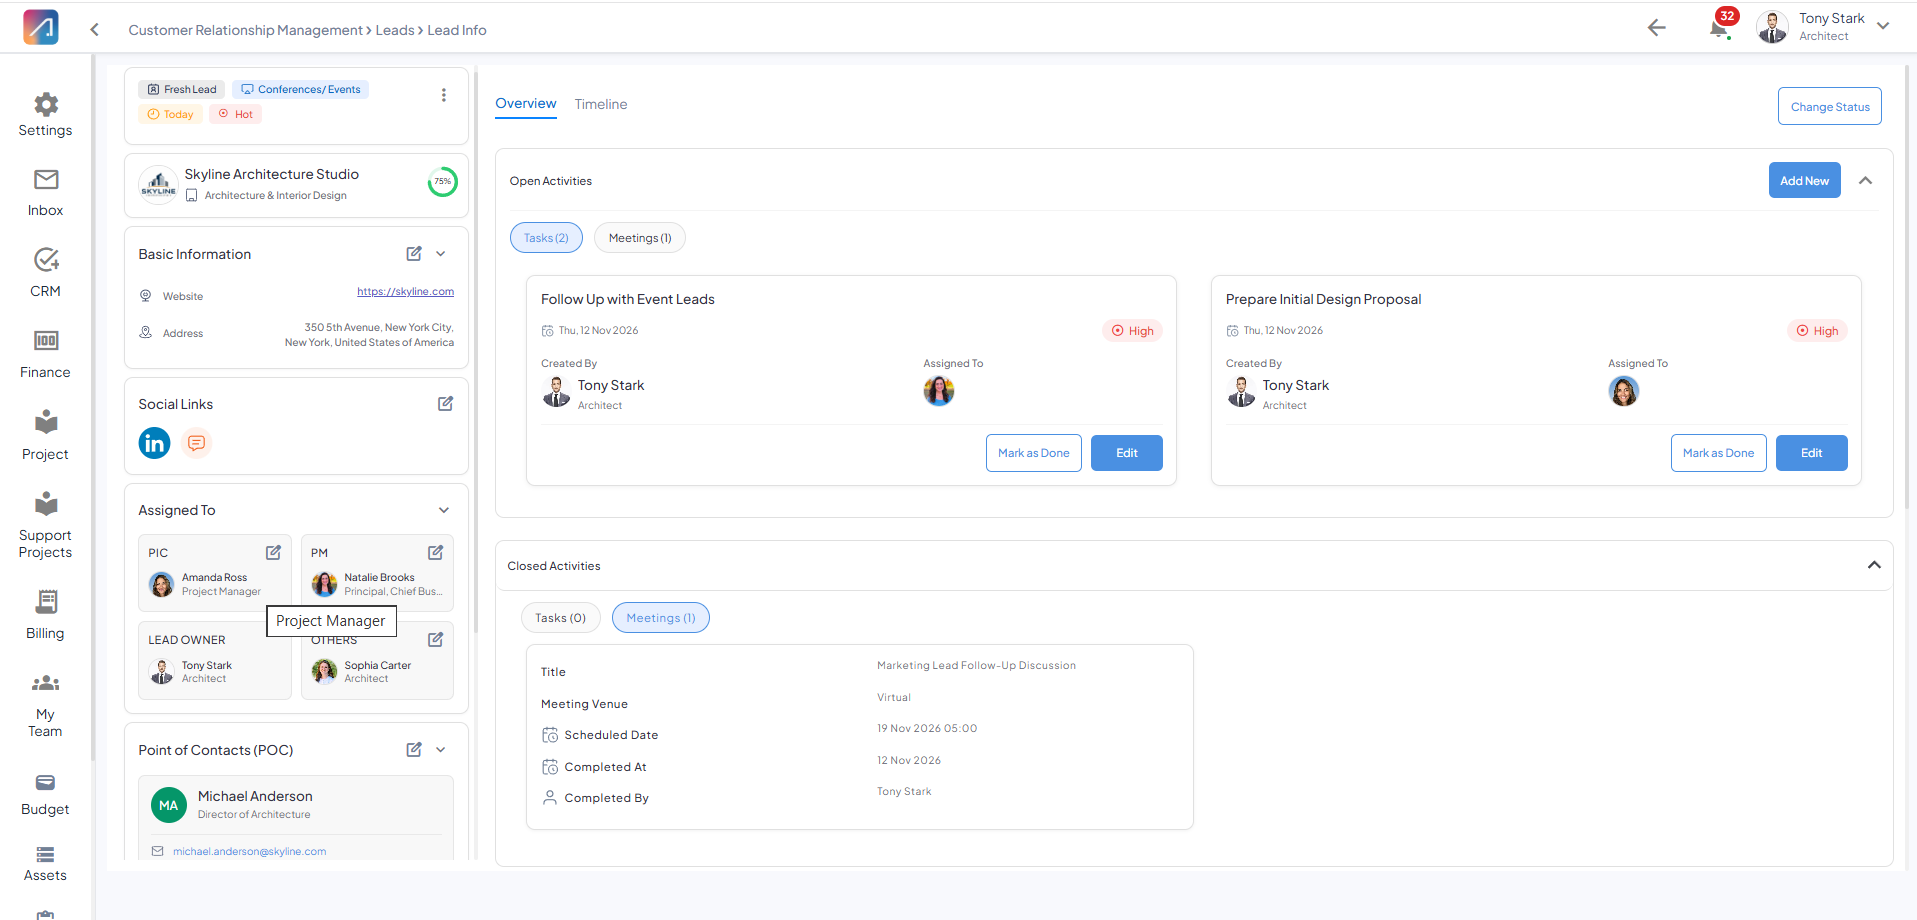 Customer Relationship Management > Leads > Lead Info
32
Tony Stark
Architect
Settings
Inbox
CRM
Finance
Project
Support
Projects
Billing
My
Team
Budget
Assets
Fresh Lead
Conferences/ Events
Today
Hot
SKYLINE
Skyline Architecture Studio
Architecture & Interior Design
75%
Basic Information
Website
https://skyline.com
Address
350 5th Avenue, New York City,
New York, United States of America
Social Links
in
Assigned To
PIC
Amanda Ross
Project Manager
PM
Natalie Brooks
Principal, Chief Bus...
Project Manager
LEAD OWNER
Tony Stark
Architect
OTHERS
Sophia Carter
Architect
Point of Contacts (POC)
MA
Michael Anderson
Director of Architecture
michael.anderson@skyline.com
Overview
Timeline
Change Status
Open Activities
Add New
Tasks (2)
Meetings (1)
Follow Up with Event Leads
Thu, 12 Nov 2026
High
Created By
Tony Stark
Architect
Assigned To
Mark as Done
Edit
Prepare Initial Design Proposal
Thu, 12 Nov 2026
High
Created By
Tony Stark
Architect
Assigned To
Mark as Done
Edit
Closed Activities
Tasks (0)
Meetings (1)
Title
Marketing Lead Follow-Up Discussion
Meeting Venue
Virtual
Scheduled Date
19 Nov 2026 05:00
Completed At
12 Nov 2026
Completed By
Tony Stark